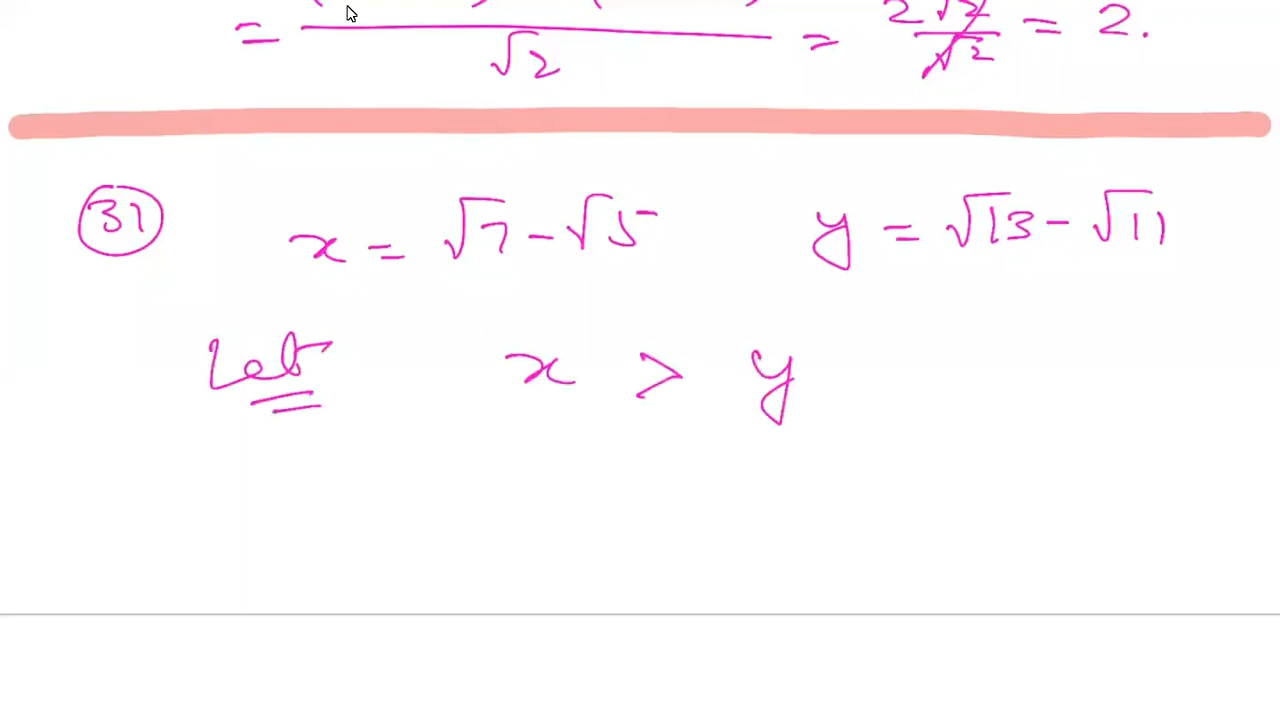 = ―― / √2 = 2√2/√2 = 2.
(31) x = √7 - √5 y = √13 - √11
Let x > y